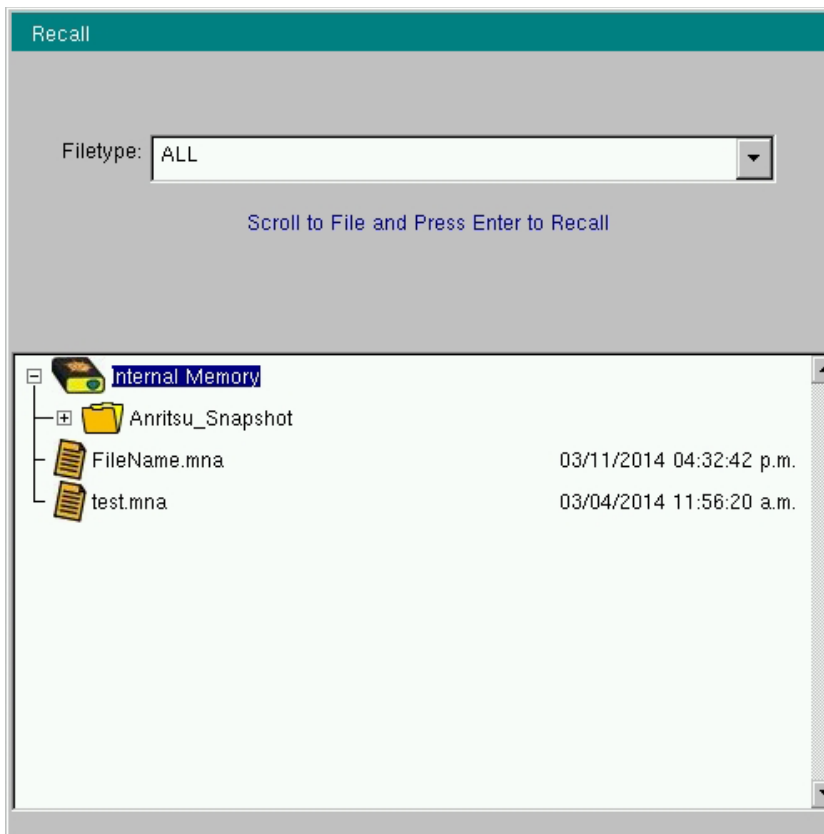 Recall
Filetype: ALL
Scroll to File and Press Enter to Recall
Internal Memory
Anritsu_Snapshot
FileName.mna 03/11/2014 04:32:42 p.m.
test.mna 03/04/2014 11:56:20 a.m.